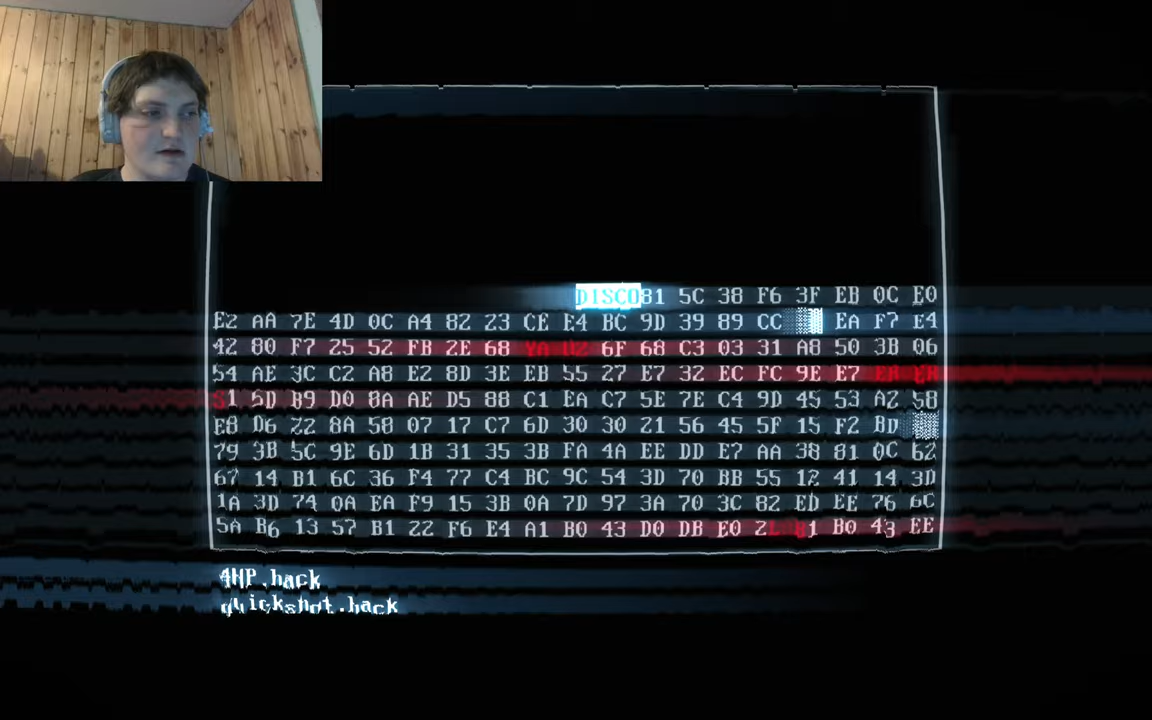 DISCO81 5C 38 F6 3F EB 0C E0
E2 AA 7E 4D 0C A4 82 23 CE E4 BC 9D 39 89 CC EA F7 E4
42 80 F7 25 52 FB 2E 68 6F 68 C3 03 31 A8 50 3B 06
54 AE 3C C2 A8 E2 8D 3E EB 55 27 E7 32 EC FC 9E E7
S1 5D B9 D0 8A AE D5 88 C1 EA C7 5E 7E C4 9D 45 53 A2 58
E8 D6 22 8A 58 07 17 C7 6D 30 30 21 56 45 5F 15 F2 BD
79 3B 5C 9E 6D 1B 31 35 3B FA 4A EE DD E7 AA 38 81 0C 62
67 14 B1 6C 36 F4 77 C4 BC 9C 54 3D 70 BB 55 12 41 14 3D
1A 3D 74 0A EA F9 15 3B 0A 7D 97 3A 70 3C 82 ED EE 76 6C
5A B6 13 57 B1 22 F6 E4 A1 B0 43 D0 DB E0 B0 43 EE
4HP.hack
quickshot.hack